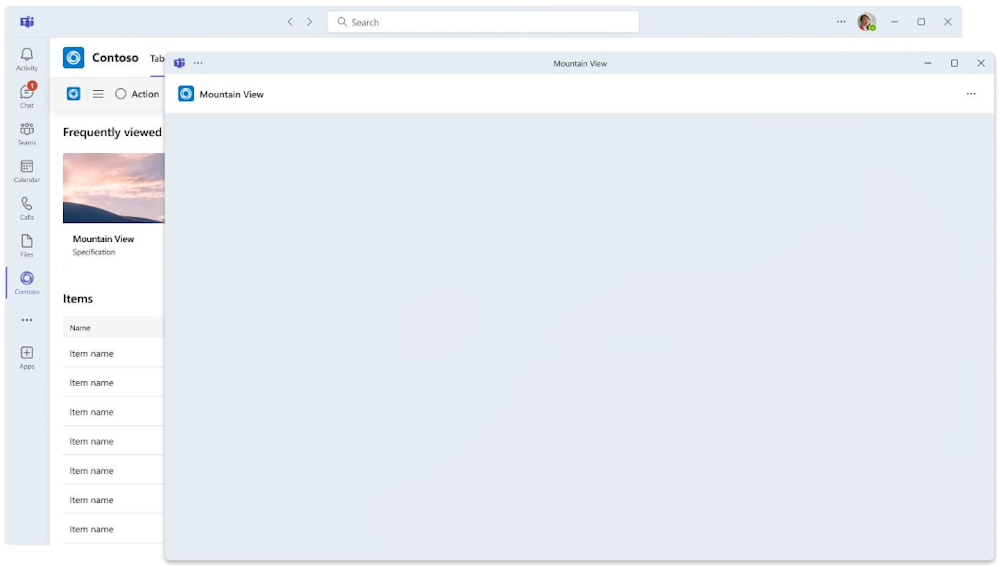 Search
Activity
1
Chat
Teams
Calendar
Calls
Files
Contoso
Apps
Contoso
Tab
Action
Frequently viewed
Mountain View
Specification
Items
Name
Item name
Item name
Item name
Item name
Item name
Item name
Item name
Mountain View
Mountain View